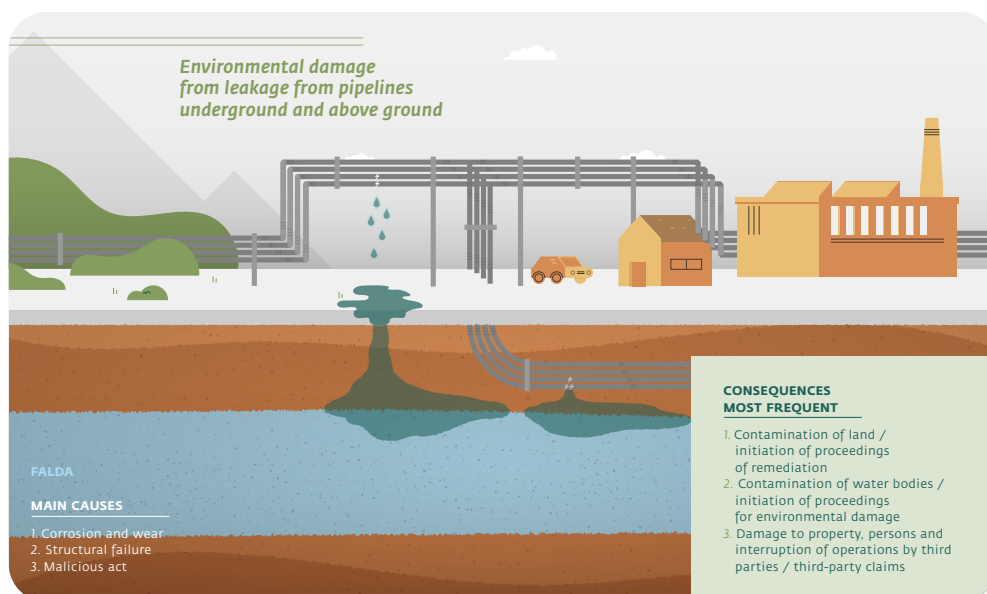 Environmental damage
from leakage from pipelines
underground and above ground
FALDA
MAIN CAUSES
1. Corrosion and wear
2. Structural failure
3. Malicious act
CONSEQUENCES
MOST FREQUENT
1. Contamination of land /
initiation of proceedings
of remediation
2. Contamination of water bodies /
initiation of proceedings
for environmental damage
3. Damage to property, persons and
interruption of operations by third
parties / third-party claims